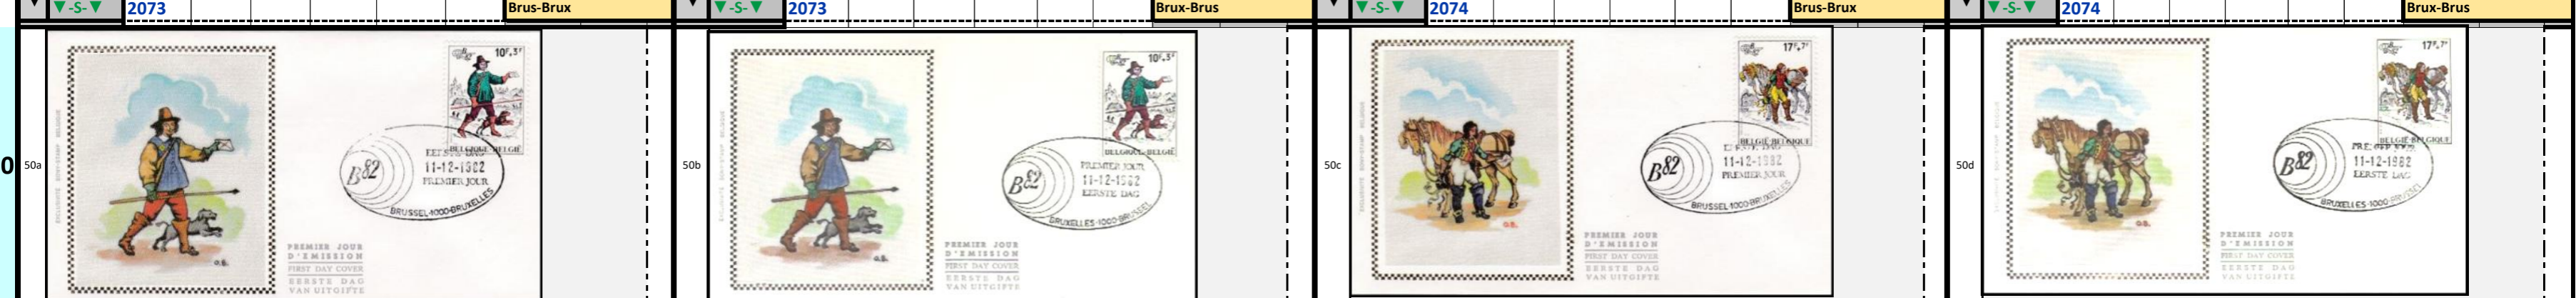 ▼ ▼-S-▼ 2073 Brus-Brux
▼ ▼-S-▼ 2073 Brux-Brus
▼ ▼-S-▼ 2074 Brus-Brux
▼ ▼-S-▼ 2074 Brux-Brus
0
50a
10F+5F
BELGIQUE-BELGIË
EERSTE DAG
B82
11-12-1982
PREMIER JOUR
BRUSSEL-1000-BRUXELLES
O.B.
PREMIER JOUR
D'EMISSION
FIRST DAY COVER
EERSTE DAG
VAN UITGIFTE
50b
10F+5F
BELGIQUE-BELGIË
PREMIER JOUR
B82
11-12-1982
EERSTE DAG
BRUXELLES-1000-BRUSSEL
O.B.
PREMIER JOUR
D'EMISSION
FIRST DAY COVER
EERSTE DAG
VAN UITGIFTE
50c
17F+7F
BELGIË-BELGIQUE
B82
11-12-1982
PREMIER JOUR
BRUSSEL-1000-BRUXELLES
O.B.
PREMIER JOUR
D'EMISSION
FIRST DAY COVER
EERSTE DAG
VAN UITGIFTE
50d
17F+7F
BELGIË-BELGIQUE
B82
11-12-1982
EERSTE DAG
BRUXELLES-1000-BRUSSEL
O.B.
PREMIER JOUR
D'EMISSION
FIRST DAY COVER
EERSTE DAG
VAN UITGIFTE